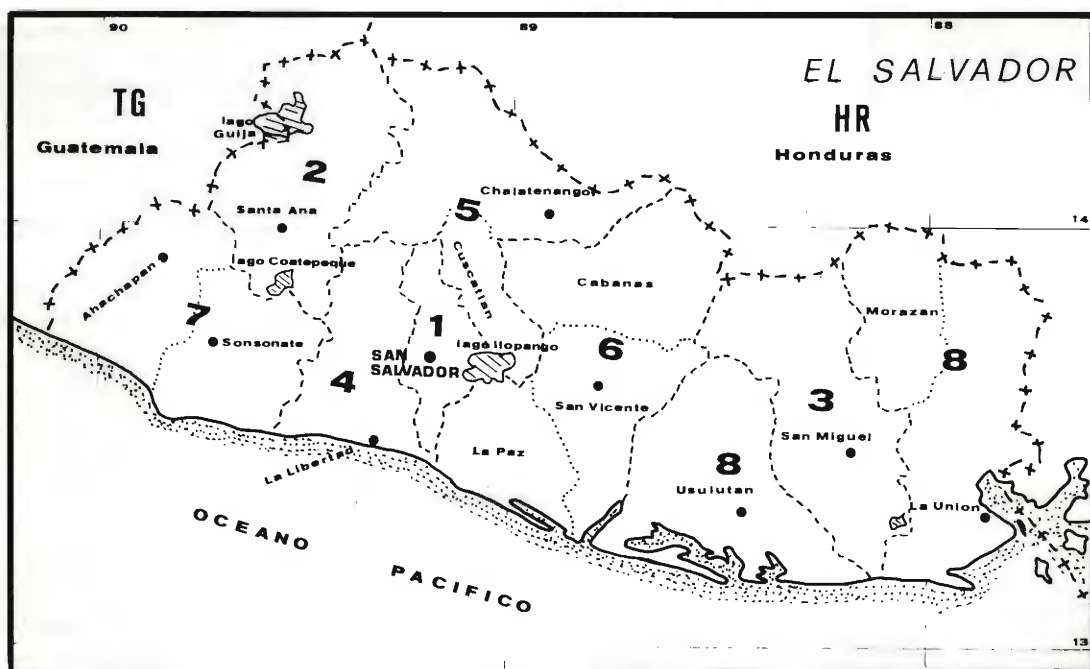 90
89
88
EL SALVADOR
TG
Guatemala
HR
Honduras
lago
Guija
2
Santa Ana
Chalatenango
5
14
lago Coatepeque
Cuscatlan
Cabanas
Ahachapan
7
Sonsonate
1
SAN
SALVADOR
lago Ilopango
6
San Vicente
Morazan
8
4
3
San Miguel
La Libertad
La Paz
8
Usulutan
La Union
OCEANO
PACIFICO
13